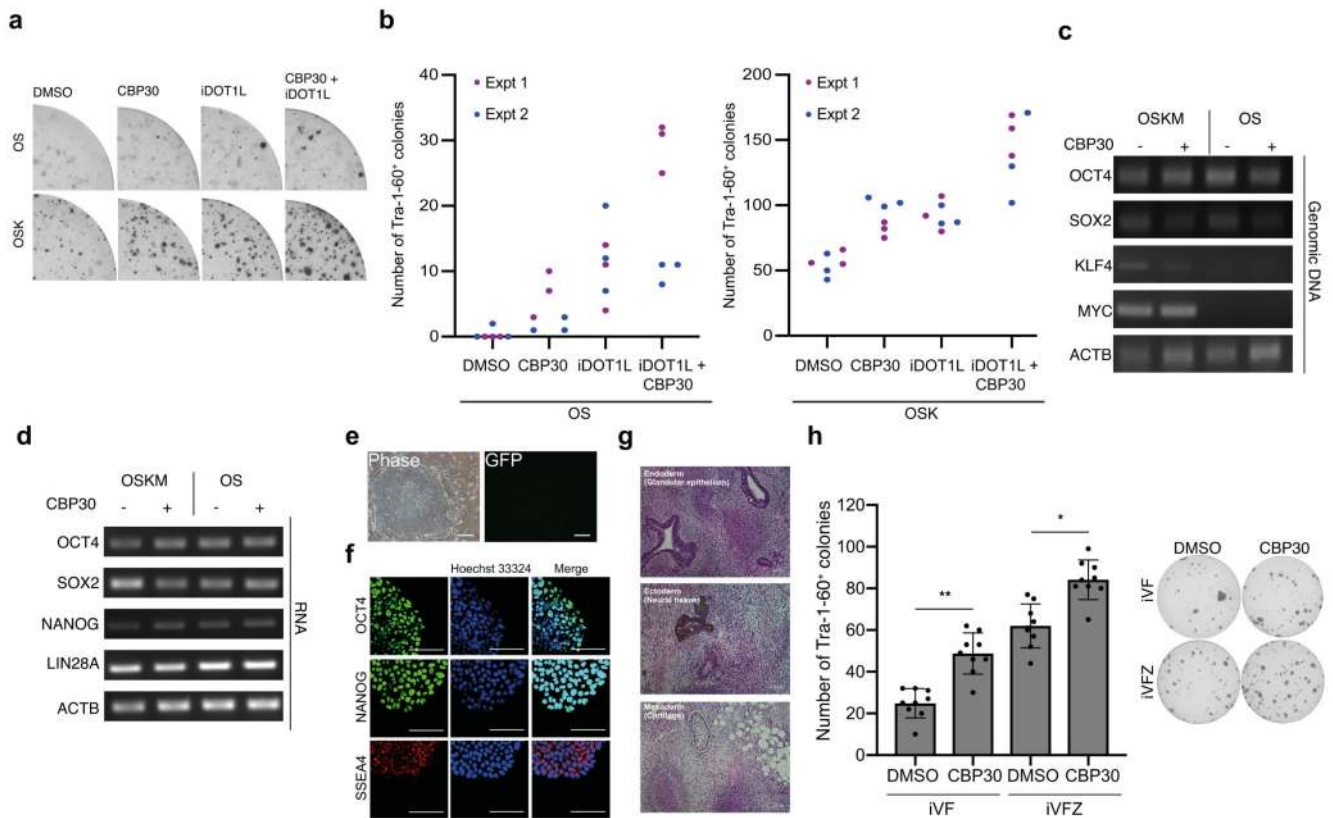 a
DMSO
CBP30
iDOT1L
CBP30 +
iDOT1L
OS
OSK
b
Number of Tra-1-60⁺ colonies
40
30
20
10
0
Expt 1
Expt 2
DMSO
CBP30
iDOT1L
iDOT1L +
CBP30
OS
Number of Tra-1-60⁺ colonies
200
150
100
50
0
Expt 1
Expt 2
DMSO
CBP30
iDOT1L
iDOT1L +
CBP30
OSK
c
OSKM
OS
CBP30 - + - +
OCT4
SOX2
KLF4
MYC
ACTB
Genomic DNA
d
OSKM
OS
CBP30 - + - +
OCT4
SOX2
NANOG
LIN28A
ACTB
RNA
e
Phase
GFP
f
Hoechst 33324
Merge
OCT4
NANOG
SSEA4
g
Endoderm
(Glandular epithelium)
Ectoderm
(Neural tissue)
Mesoderm
(Cartilage)
h
Number of Tra-1-60⁺ colonies
120
100
80
60
40
20
0
**
*
DMSO
CBP30
DMSO
CBP30
iVF
iVFZ
DMSO
CBP30
iVF
iVFZ